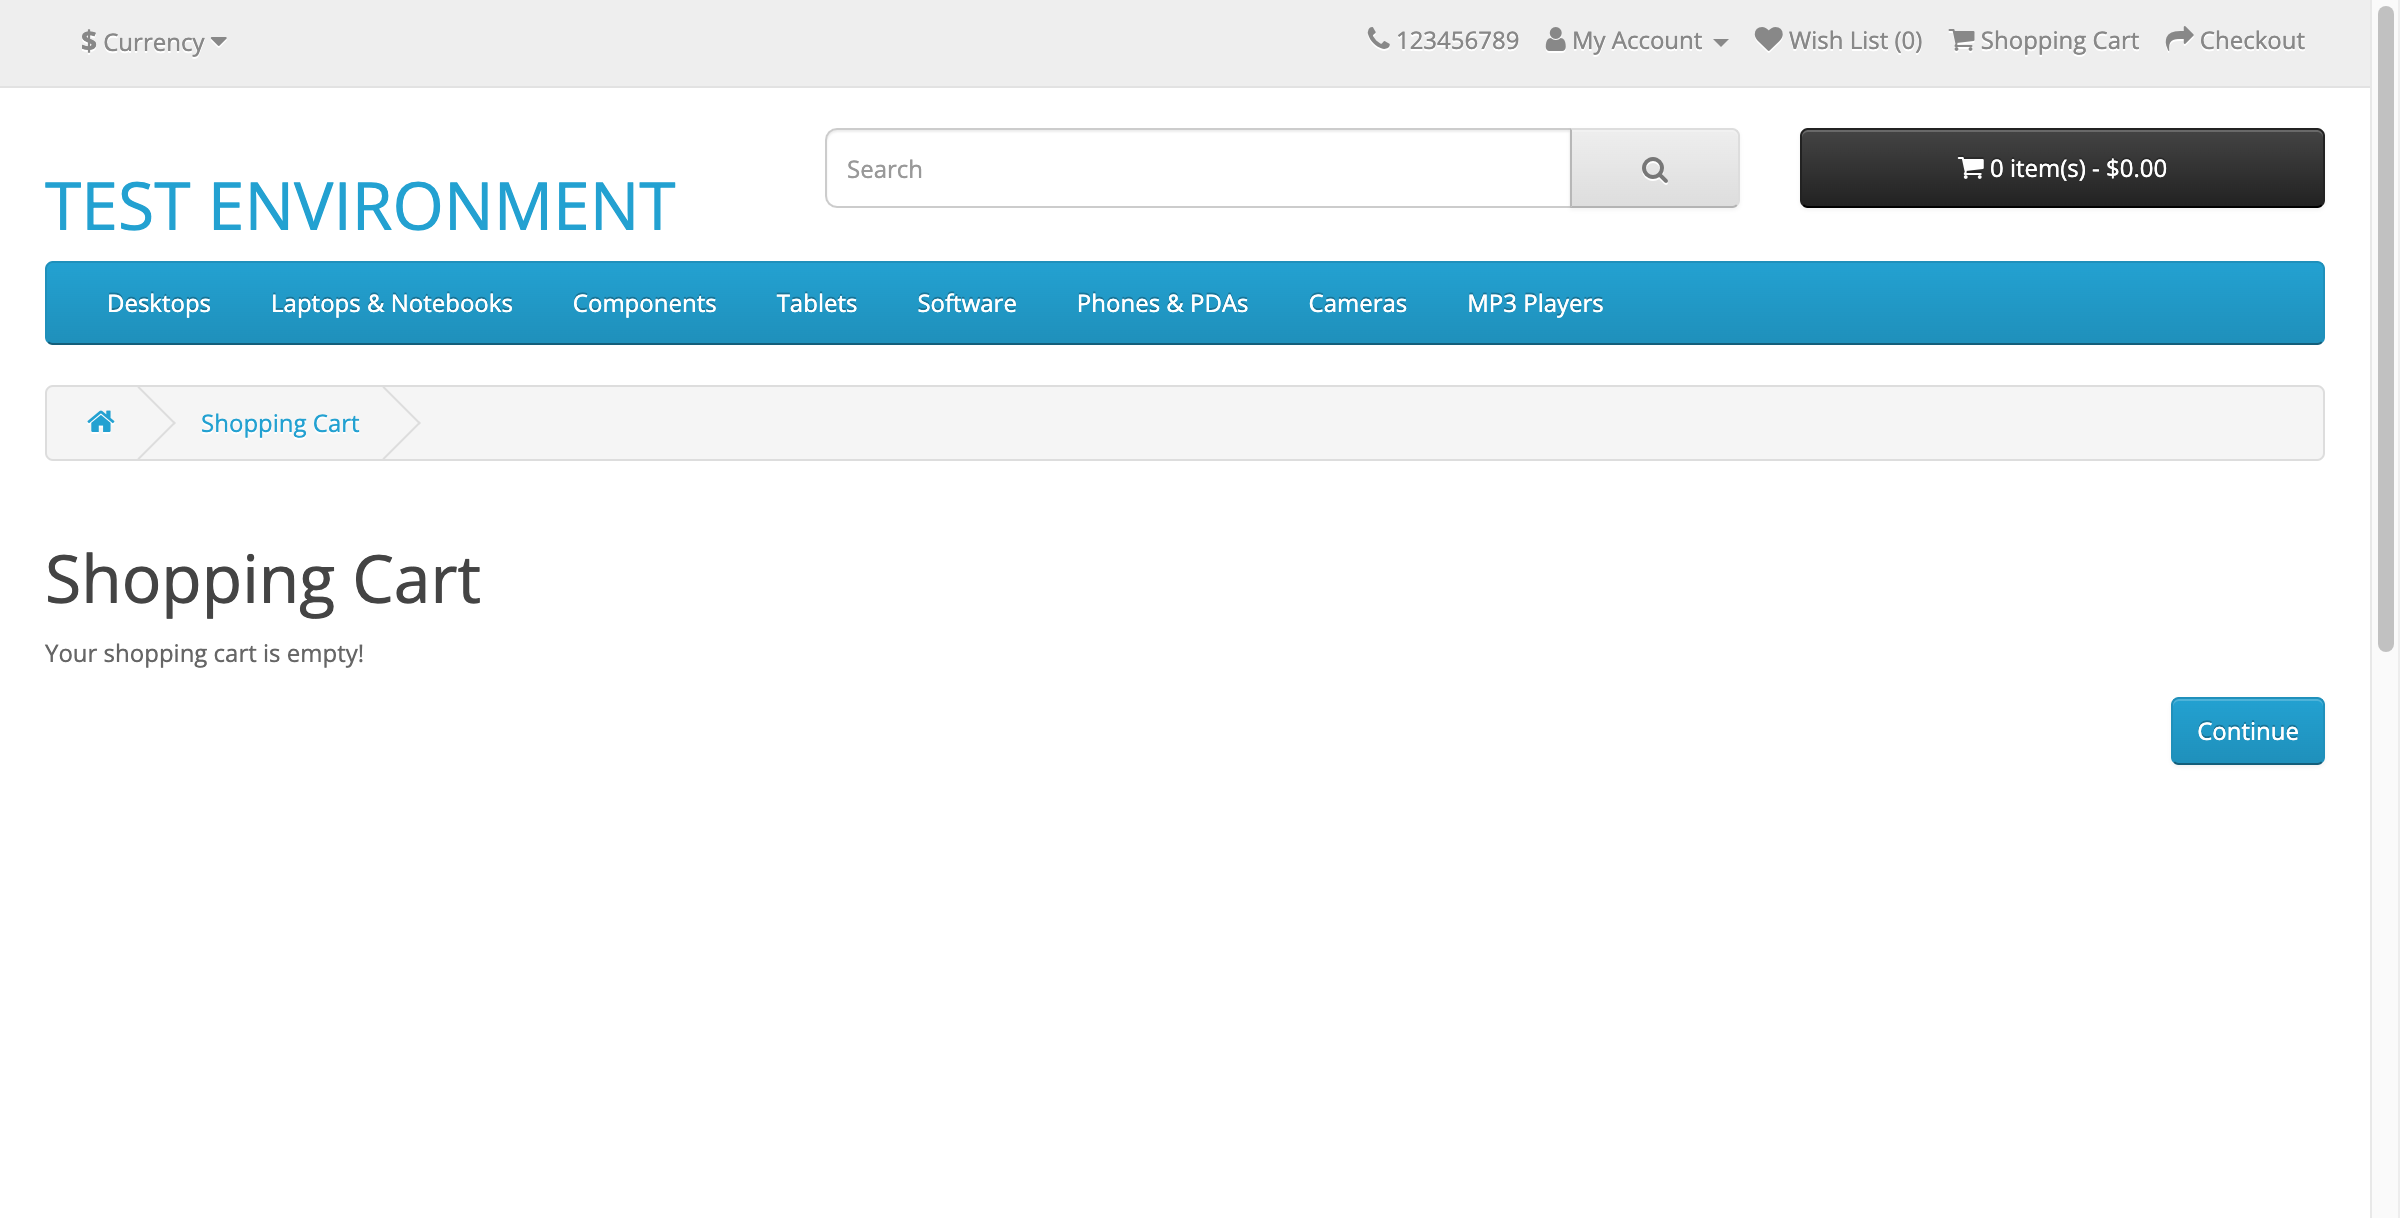 $ Currency
123456789 My Account Wish List (0) Shopping Cart Checkout
Search
0 item(s) - $0.00
TEST ENVIRONMENT
Desktops Laptops & Notebooks Components Tablets Software Phones & PDAs Cameras MP3 Players
Shopping Cart
Shopping Cart
Your shopping cart is empty!
Continue